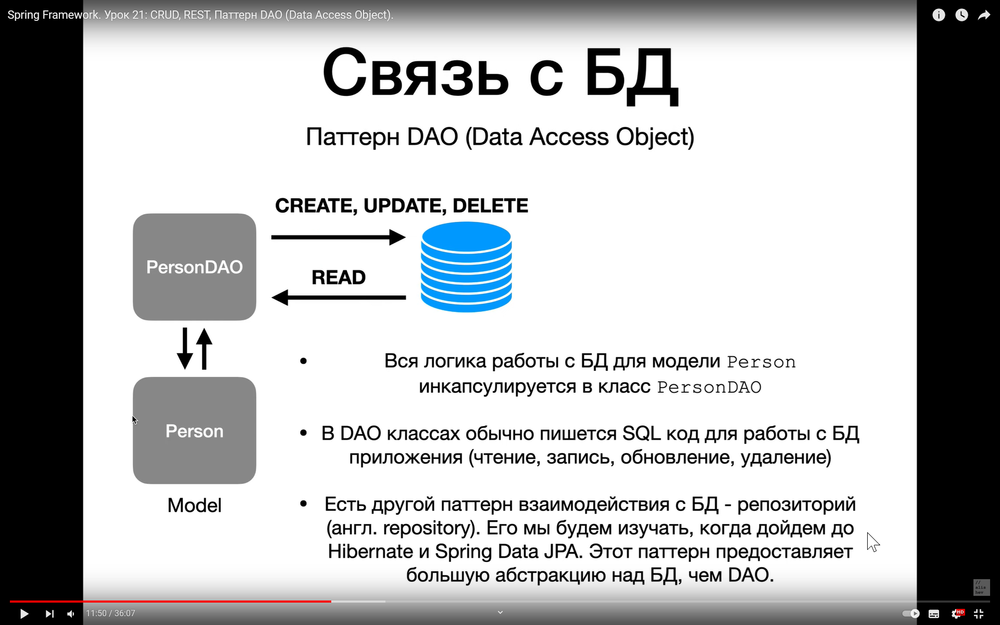 Spring Framework. Урок 21: CRUD, REST, Паттерн DAO (Data Access Object).
Связь с БД
Паттерн DAO (Data Access Object)
CREATE, UPDATE, DELETE
PersonDAO
READ
Person
Model
• Вся логика работы с БД для модели Person
инкапсулируется в класс PersonDAO
• В DAO классах обычно пишется SQL код для работы с БД
приложения (чтение, запись, обновление, удаление)
• Есть другой паттерн взаимодействия с БД - репозиторий
(англ. repository). Его мы будем изучать, когда дойдем до
Hibernate и Spring Data JPA. Этот паттерн предоставляет
большую абстракцию над БД, чем DAO.
//
alis
hev
11:50 / 36:07
HD